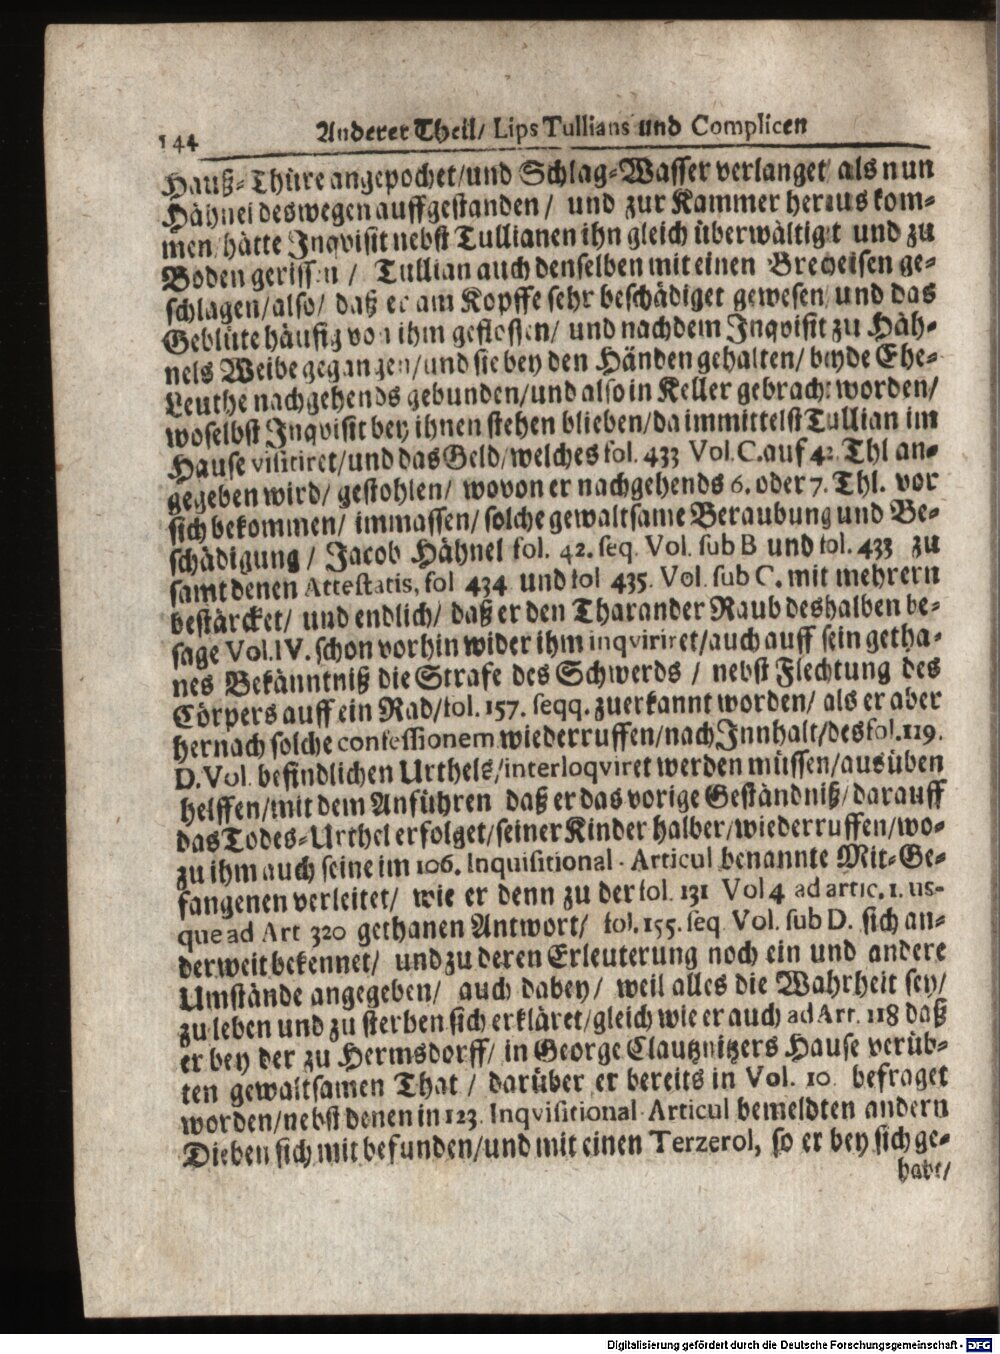 144 Anderer Theil/ Lips Tullians und Complicen
Hauß-Thüre angepochet/und Schlag-Wasser verlanget als nun
Hähnel deswegen auffgestanden/ und zur Kammer heraus kom-
men/ hätte Inqvisit nebst Tullianen ihn gleich überwältiget und zu
Boden gerissen / Tullian auch denselben mit einen Brecheisen ge-
schlagen/also/ daß er am Kopffe sehr beschädiget gewesen und das
Geblüte häufig von ihm geflossen/ und nachdem Inqvisit zu Häh-
nels Weibe gegangen/und sie bey den Händen gehalten/ beyde Ehe-
Leuthe nachgehends gebunden/und also in Keller gebracht worden/
woselbst Inqvisit bey ihnen stehen blieben/da immittelst Tullian im
Hause visitiret/und das Geld/welches fol. 433 Vol. C. auf 42 Thl an-
gegeben wird/ gestohlen/ wovon er nachgehends 6. oder 7. Thl. vor
sich bekommen/ immassen/ solche gewaltsame Beraubung und Be-
schädigung / Jacob Hähnel fol. 42. seq. Vol. sub B und fol. 433 zu
samt denen Attestatis, fol 434 und fol 435. Vol. sub C. mit mehrern
bestärcket/ und endlich/ daß er den Tharander Raub deshalben be-
sage Vol. IV. schon vorhin wider ihm inqviriret/auch auff sein getha-
nes Bekänntniß die Strafe des Schwerds / nebst Flechtung des
Cörpers auff ein Rad/fol. 157. seqq. zuerkannt worden/ als er aber
hernach solche confessionem wiederruffen/nach Innhalt/des fol. 119.
D. Vol. befindlichen Urthels/interloqviret werden müssen/ausüben
helffen/mit dem Anführen daß er das vorige Geständniß/darauff
das Todes-Urthel erfolget/seiner Kinder halber/wiederruffen/wo-
zu ihm auch seine im 106. Inquisitional-Articul benannte Mit-Ge-
fangenen verleitet/ wie er denn zu der fol. 131 Vol 4 ad artic. 1. us-
que ad Art 320 gethanen Antwort/ fol. 155. seq Vol. sub D. sich an-
derweit bekennet/ und zu deren Erleuterung noch ein und andere
Umstände angegeben/ auch dabey/ weil alles die Wahrheit sey/
zu leben und zu sterben sich erkläret/gleich wie er auch ad Art. 118 daß
er bey der zu Hermsdorff/ in George Clautznitzers Hause verüb-
ten gewaltsamen That / darüber er bereits in Vol. 10 befraget
worden/nebst denen in 123. Inqvisitional-Articul bemeldten andern
Dieben sich mit befunden/und mit einen Terzerol, so er bey sich ge-
habt/
Digitalisierung gefördert durch die Deutsche Forschungsgemeinschaft - DFG